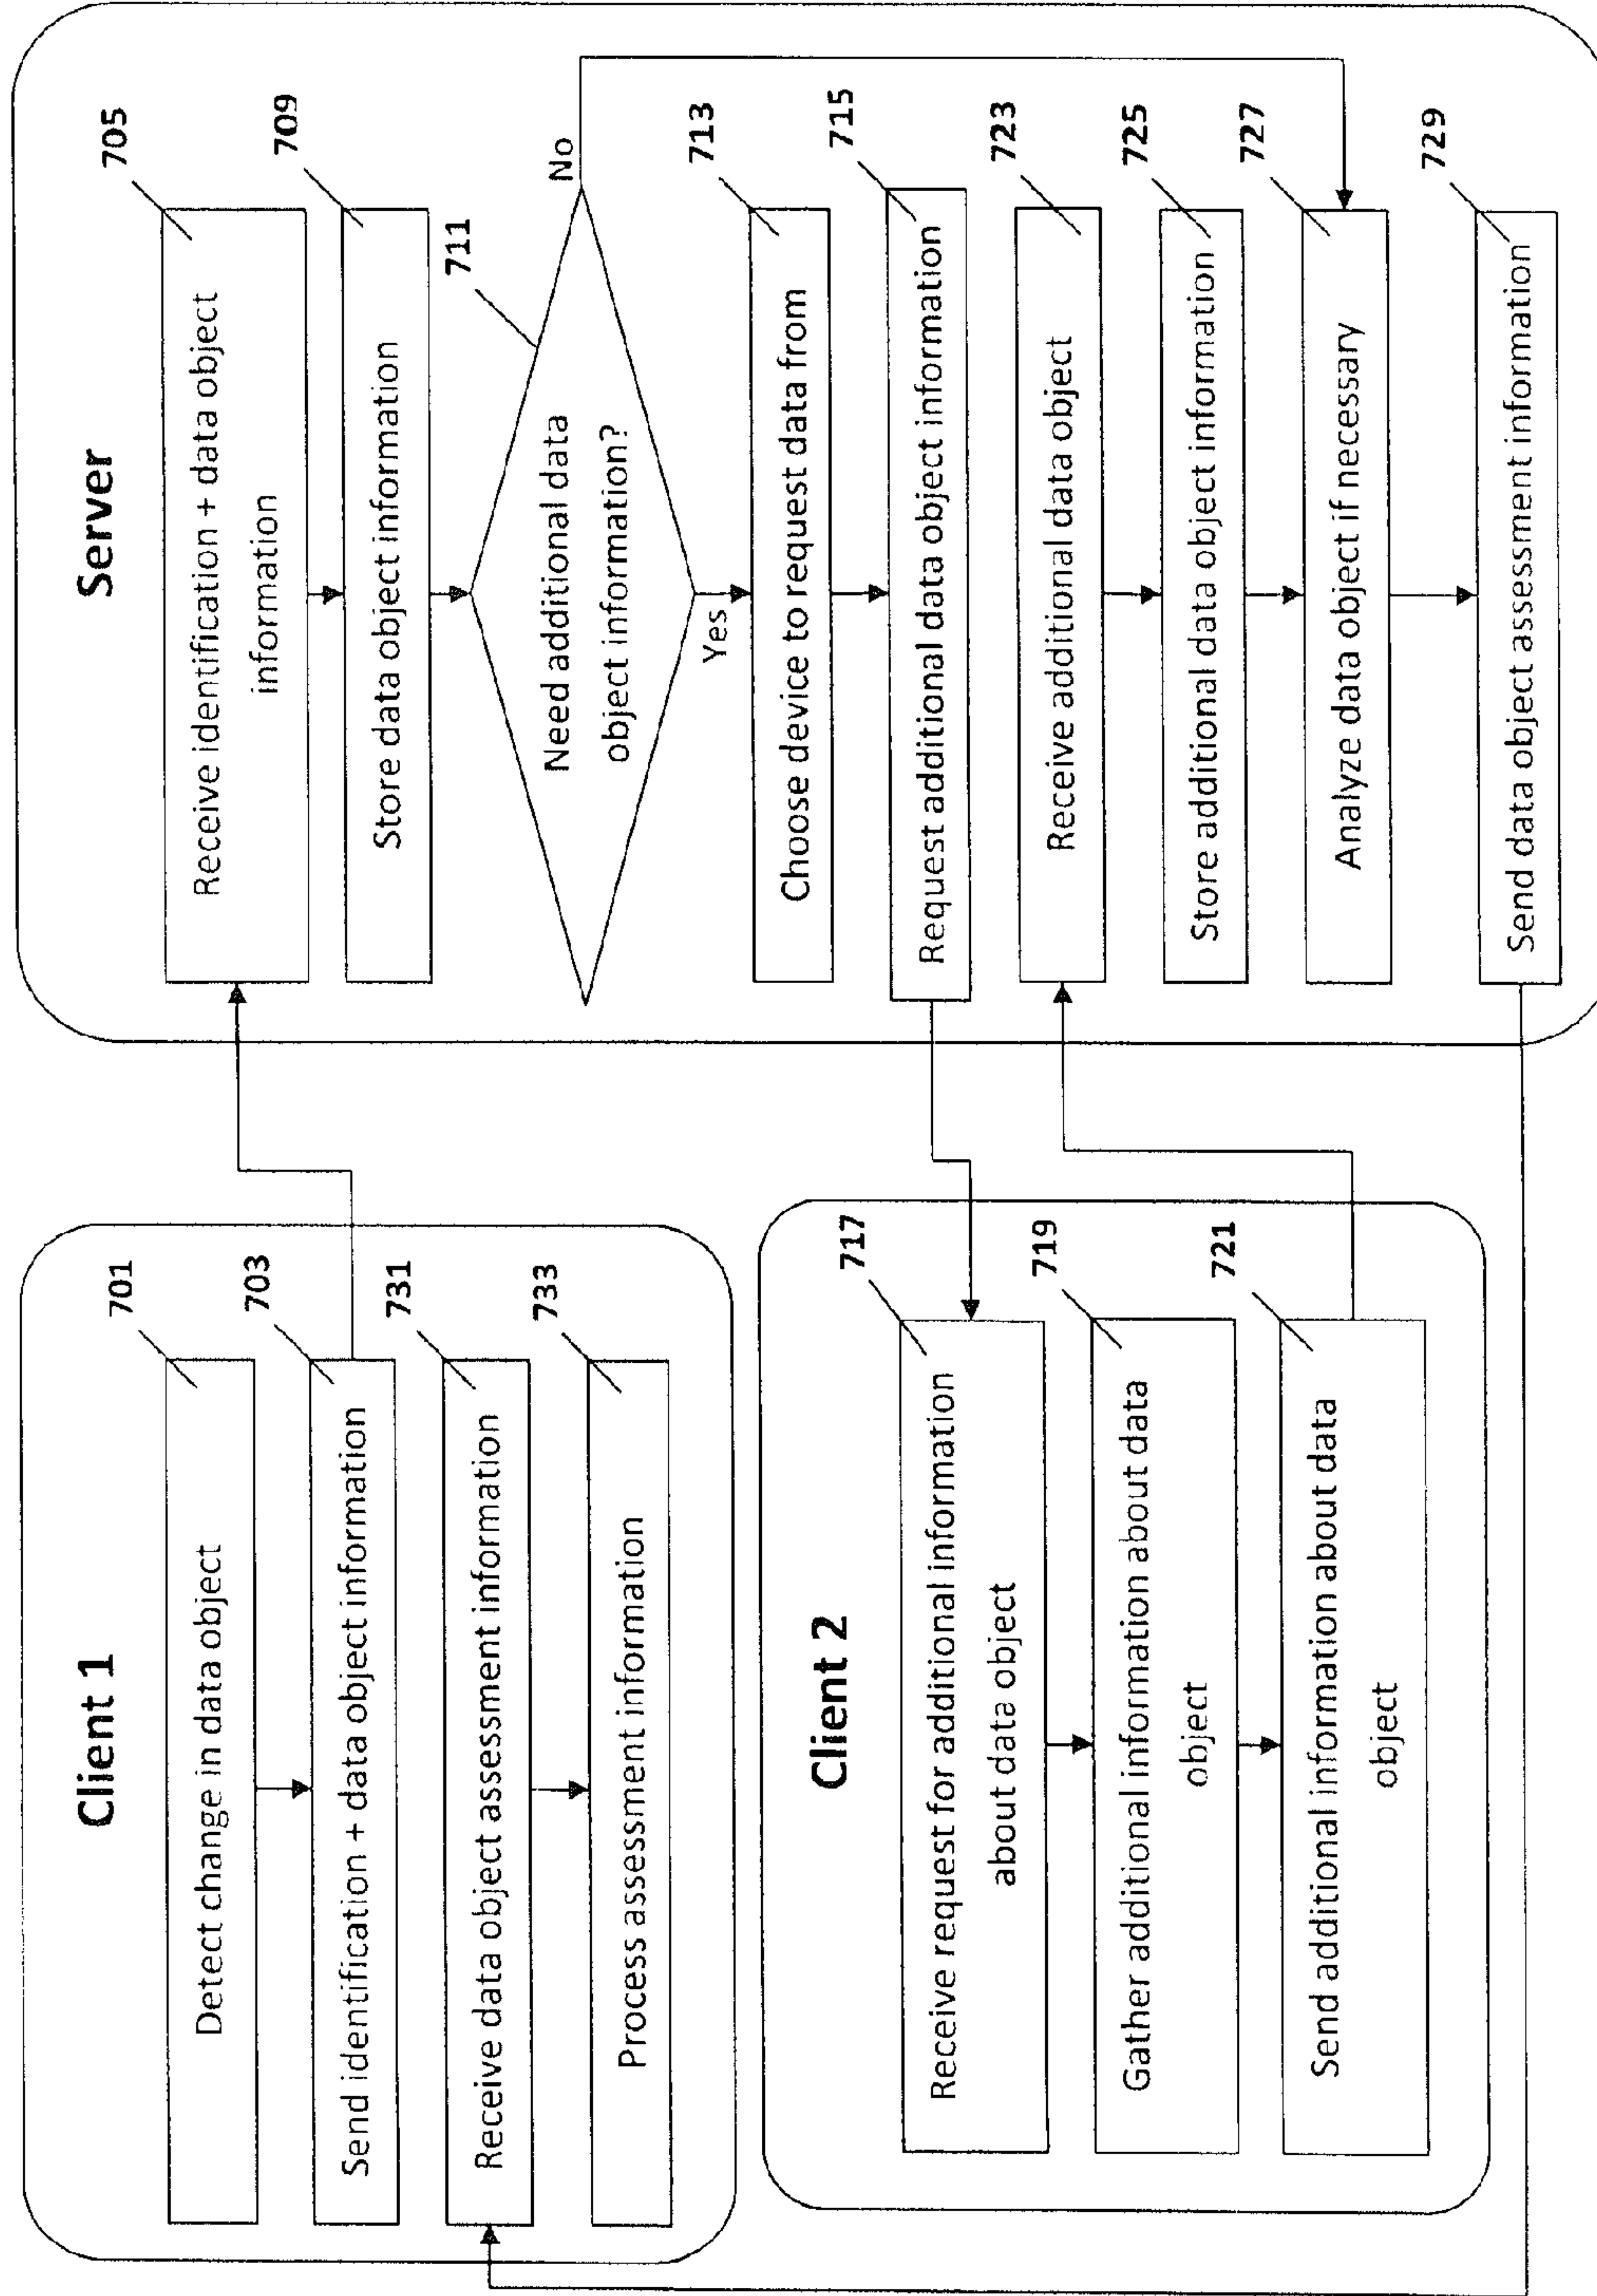 Client 1
701
Detect change in data object
703
Send identification + data object information
731
Receive data object assessment information
733
Process assessment information
Client 2
717
Receive request for additional information
about data object
719
Gather additional information about data
object
721
Send additional information about data
object
Server
705
Receive identification + data object
information
709
Store data object information
711
Need additional data
object information?
No
Yes
713
Choose device to request data from
715
Request additional data object information
723
Receive additional data object
725
Store additional data object information
727
Analyze data object if necessary
729
Send data object assessment information